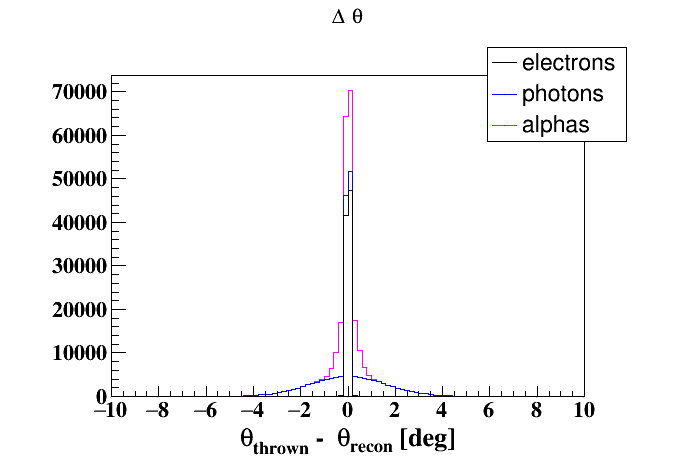 Δ θ
electrons
photons
alphas
70000
60000
50000
40000
30000
20000
10000
0
−10 −8 −6 −4 −2 0 2 4 6 8 10
θthrown - θrecon [deg]